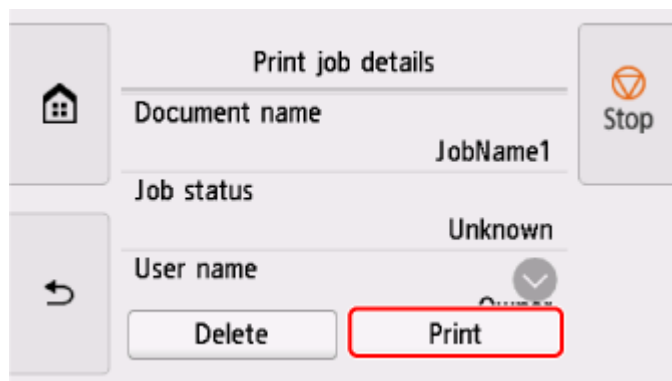 Print job details
Stop
Document name
JobName1
Job status
Unknown
User name
Delete
Print